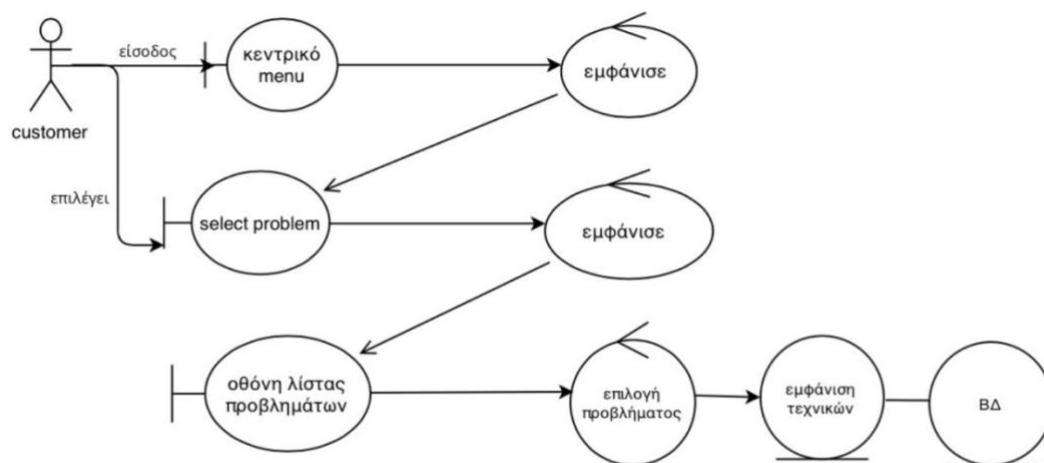 είσοδος
κεντρικό
menu
εμφάνισε
customer
επιλέγει
select problem
εμφάνισε
οθόνη λίστας
προβλημάτων
επιλογή
προβλήματος
εμφάνιση
τεχνικών
ΒΔ